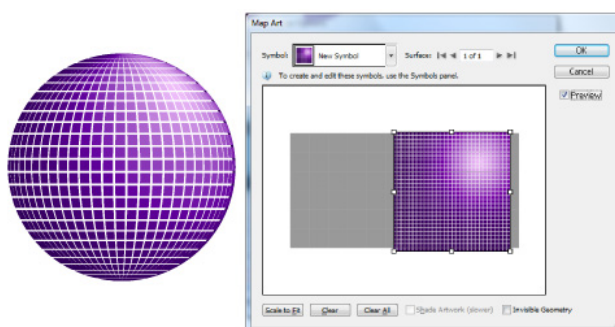 Map Art
Symbol: New Symbol Surface: 1 of 1
To create and edit these symbols, use the Symbols panel.
OK
Cancel
Preview
Scale to Fit Clear Clear All Shade Artwork (slower) Invisible Geometry